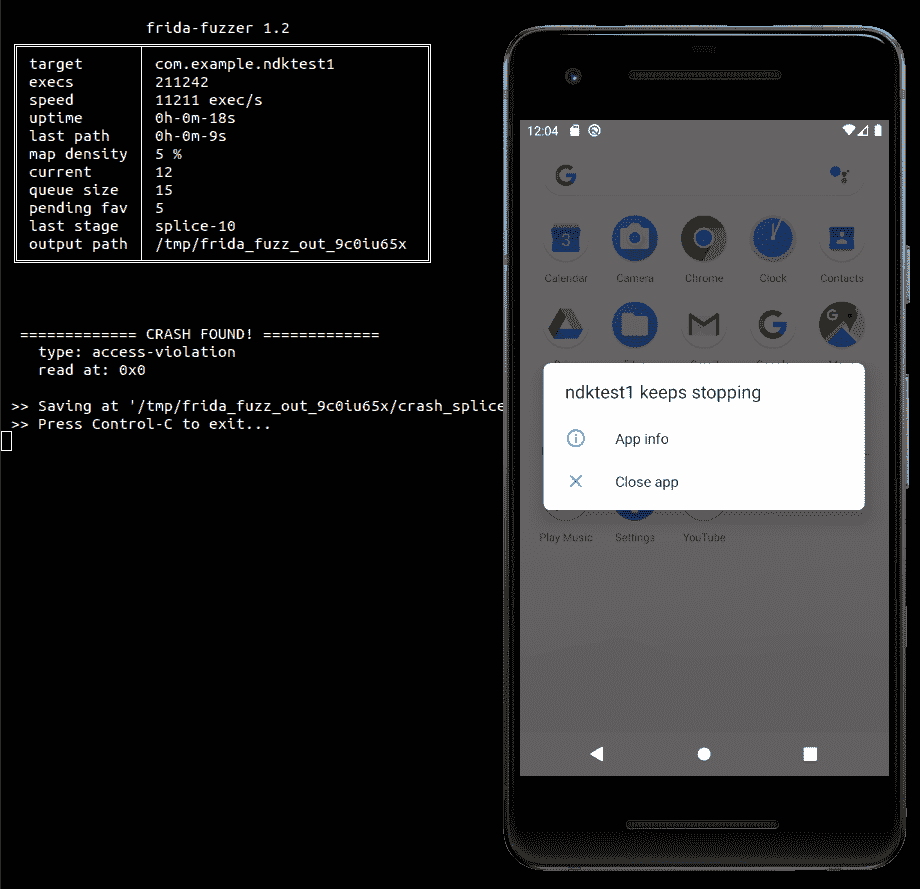 frida-fuzzer 1.2
target com.example.ndktest1
execs 211242
speed 11211 exec/s
uptime 0h-0m-18s
last path 0h-0m-9s
map density 5 %
current 12
queue size 15
pending fav 5
last stage splice-10
output path /tmp/frida_fuzz_out_9c0iu65x
============= CRASH FOUND! =============
type: access-violation
read at: 0x0
>> Saving at '/tmp/frida_fuzz_out_9c0iu65x/crash_splice
>> Press Control-C to exit...
12:04
G
3
Calendar Camera Chrome Clock Contacts
G G
ndktest1 keeps stopping
App info
Close app
Play Music Settings YouTube